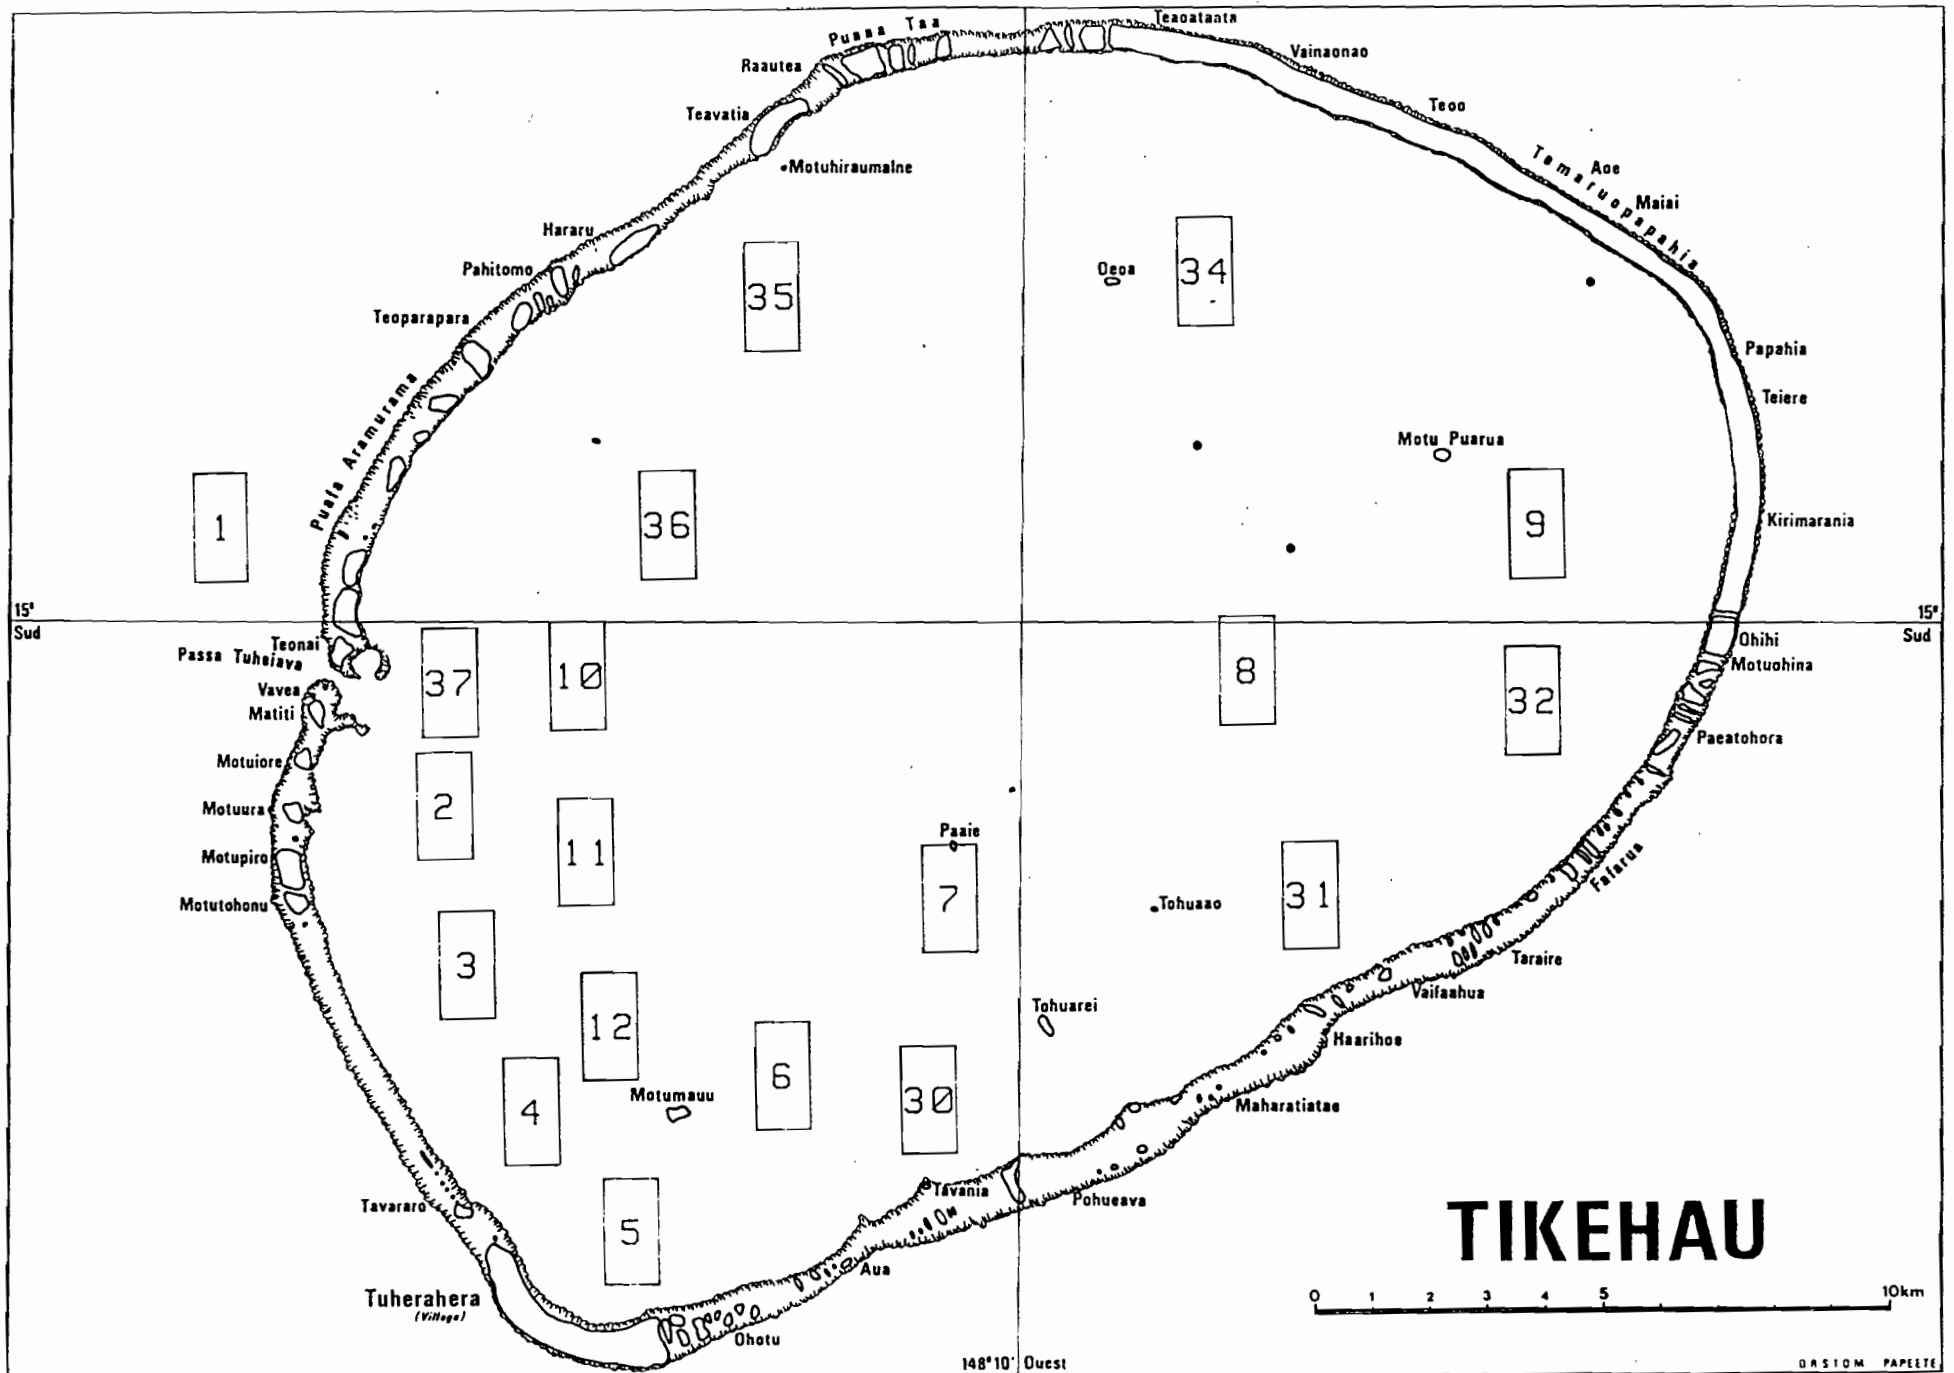 Teaoatanta
Puaaa Taa
Vainaonao
Raautea
Teoo
Teavatia
Aoe
Temaruopapahia
Motuhiraumaine
Maiai
Hararu
Pahitomo
Oeoa
34
35
Teoparapara
Papahia
Teiere
Puata Aramurama
Motu Puarua
1
36
9
Kirimarania
15°
Sud
15°
Sud
Teonai
Passa Tuheiava
Ohihi
Motuohina
37
10
8
32
Vavea
Matiti
Paeatohora
Motuiore
2
Motuura
11
Paaie
Motupiro
Fafarua
7
31
Motutohonu
Tohuaao
3
Taraire
Vaifaahua
12
Tohuarei
Haarihoe
6
30
4
Motumauu
Maharatiatae
Tavararo
Tavania
Pohueava
5
Aua
TIKEHAU
Tuherahera
(Village)
0 1 2 3 4 5 10km
Ohotu
148°10' Ouest
ORSTOM PAPEETE